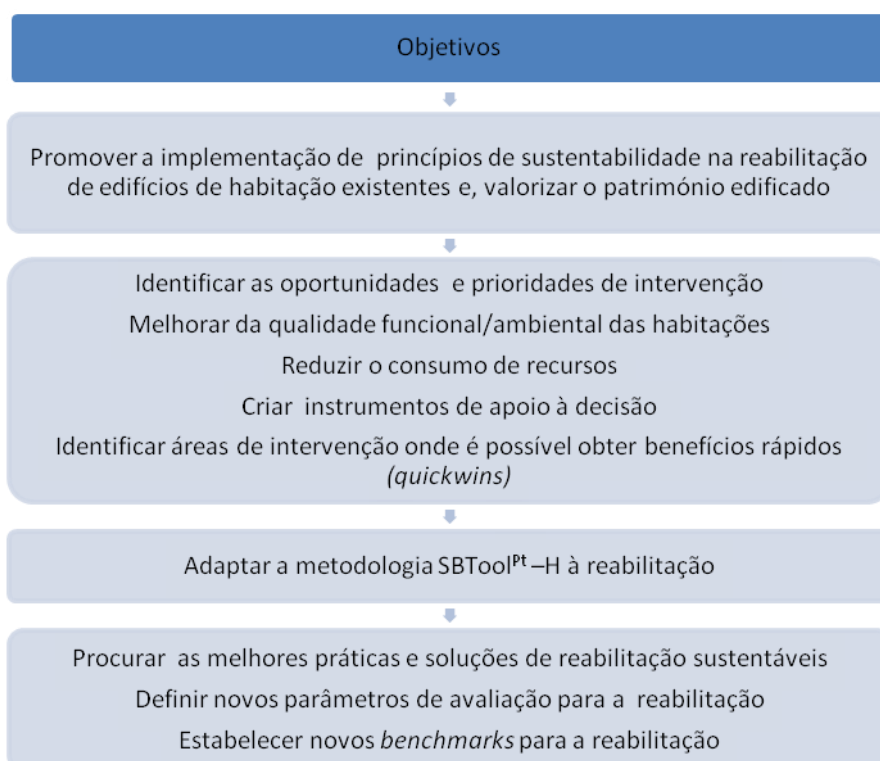 Objetivos
Promover a implementação de princípios de sustentabilidade na reabilitação
de edifícios de habitação existentes e, valorizar o património edificado
Identificar as oportunidades e prioridades de intervenção
Melhorar da qualidade funcional/ambiental das habitações
Reduzir o consumo de recursos
Criar instrumentos de apoio à decisão
Identificar áreas de intervenção onde é possível obter benefícios rápidos
(quickwins)
Adaptar a metodologia SBToolᴾᵗ –H à reabilitação
Procurar as melhores práticas e soluções de reabilitação sustentáveis
Definir novos parâmetros de avaliação para a reabilitação
Estabelecer novos benchmarks para a reabilitação